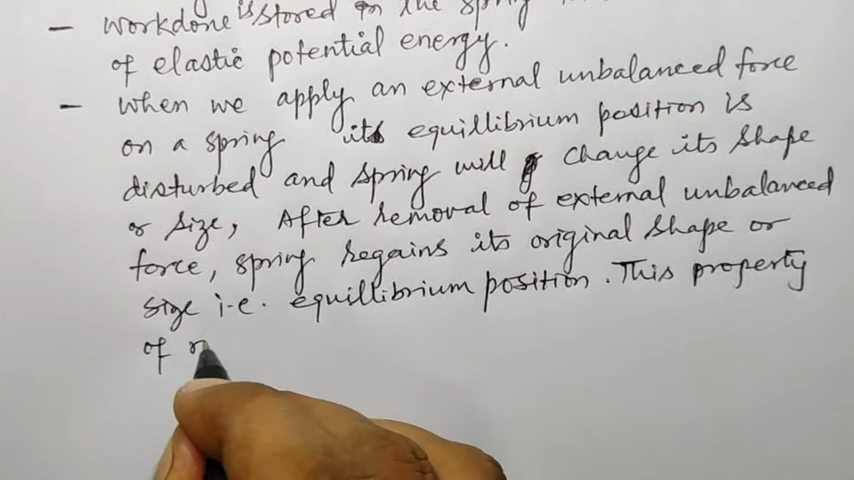 – workdone is stored in the spring
of elastic potential energy.
– When we apply an external unbalanced force
on a spring its equillibrium position is
disturbed and spring will change its shape
or size, After removal of external unbalanced
force, spring regains its original shape or
size i.e. equillibrium position. This property
of